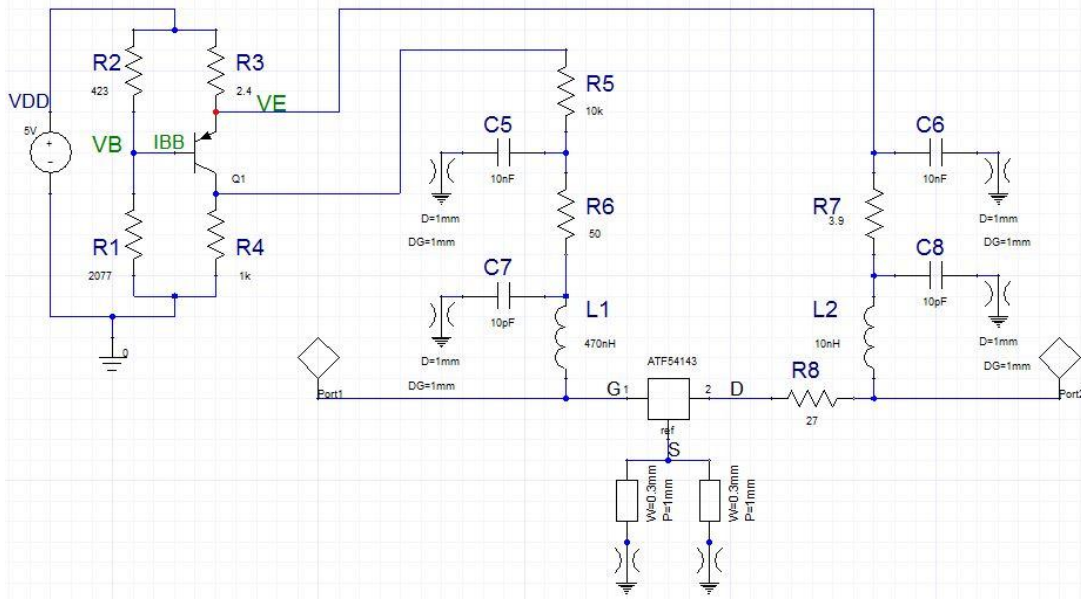 R2
423
R3
2.4
VDD
5V
VE
VB
IBB
Q1
R1
2077
R4
1k
0
R5
10k
C5
10nF
D=1mm
DG=1mm
R6
50
C7
10pF
D=1mm
DG=1mm
L1
470nH
C6
10nF
D=1mm
DG=1mm
R7
3.9
C8
10pF
D=1mm
DG=1mm
L2
10nH
Port1
G
1
ATF54143
2
D
ref
S
R8
27
Port2
W=0.3mm
P=1mm
W=0.3mm
P=1mm